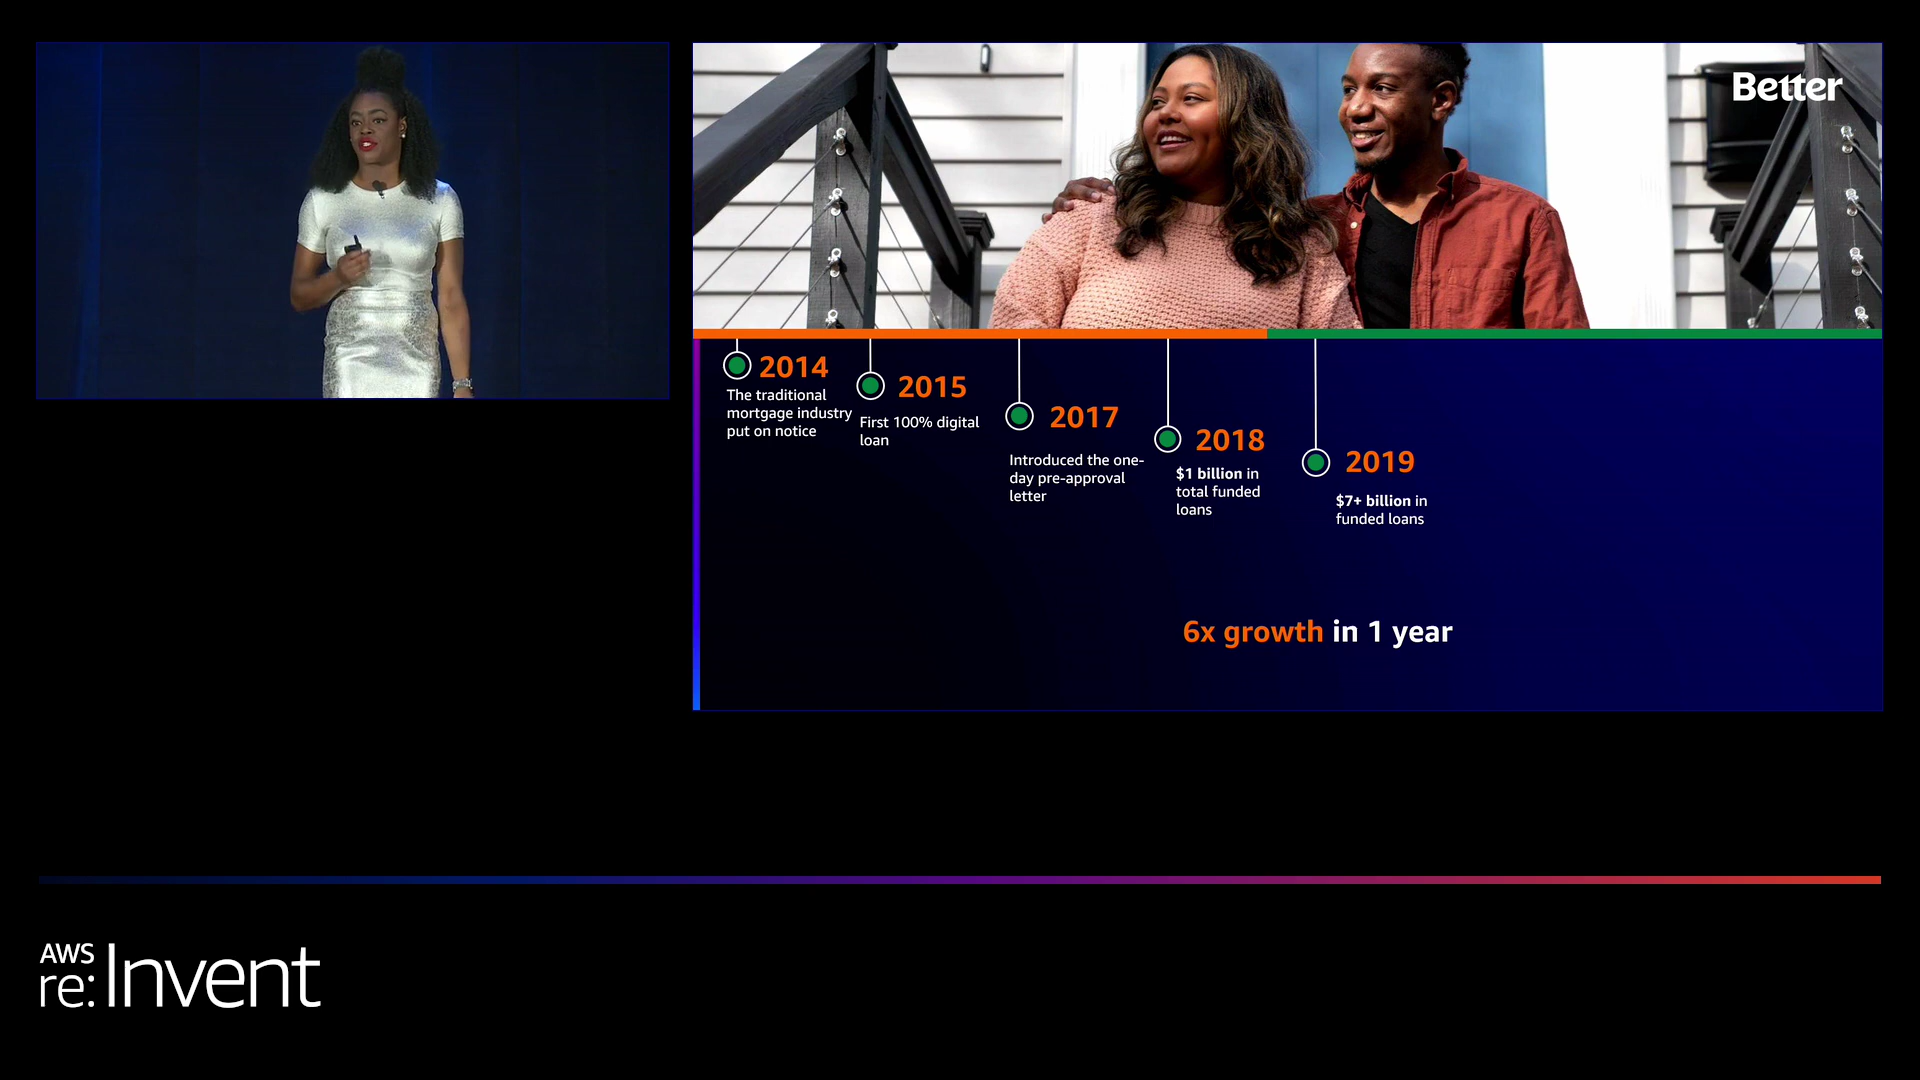 Better
2014
The traditional
mortgage industry
put on notice
2015
First 100% digital
loan
2017
Introduced the one-
day pre-approval
letter
2018
$1 billion in
total funded
loans
2019
$7+ billion in
funded loans
6x growth in 1 year
AWS
re:Invent